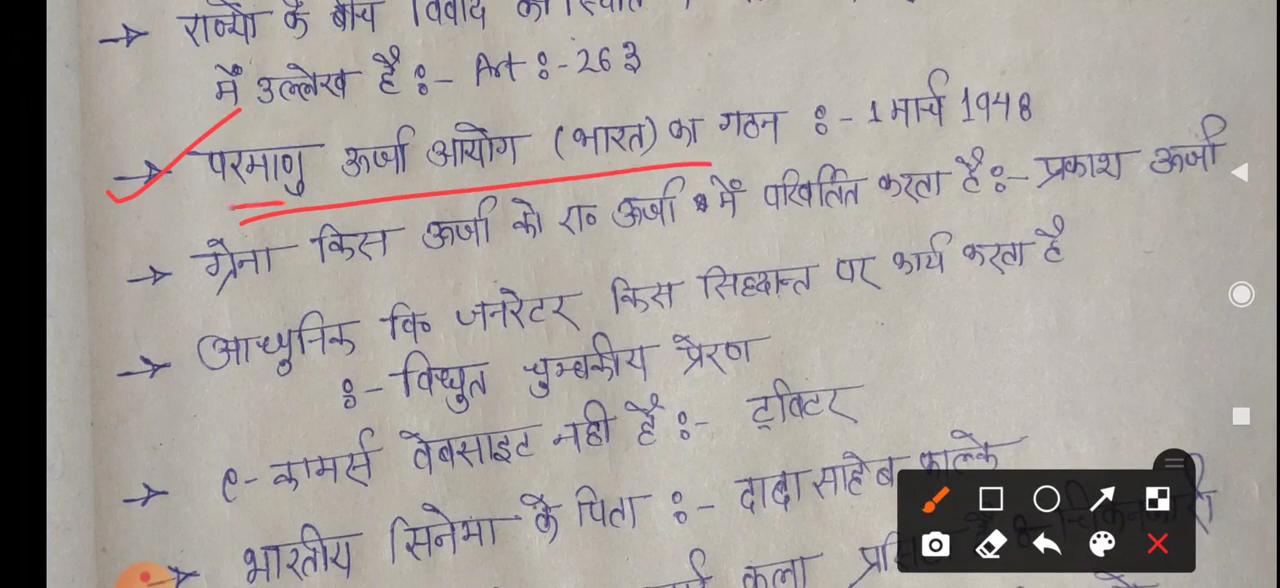 → राज्यों के बीच विवाद की स्थिति
में उल्लेख है :- Art :- 263
→ परमाणु ऊर्जा आयोग (भारत) का गठन :- 1 मार्च 1948
→ ग्रेना किस ऊर्जा को रा० ऊर्जा में परिवर्तित करता है :- प्रकाश ऊर्जा
→ आधुनिक वि० जनरेटर किस सिद्धान्त पर कार्य करता है
:- विधुत चुम्बकीय प्रेरण
→ e-कामर्स वेबसाइट नही है :- ट्विटर
→ भारतीय सिनेमा के पिता :- दादा साहेब फाल्के
कला